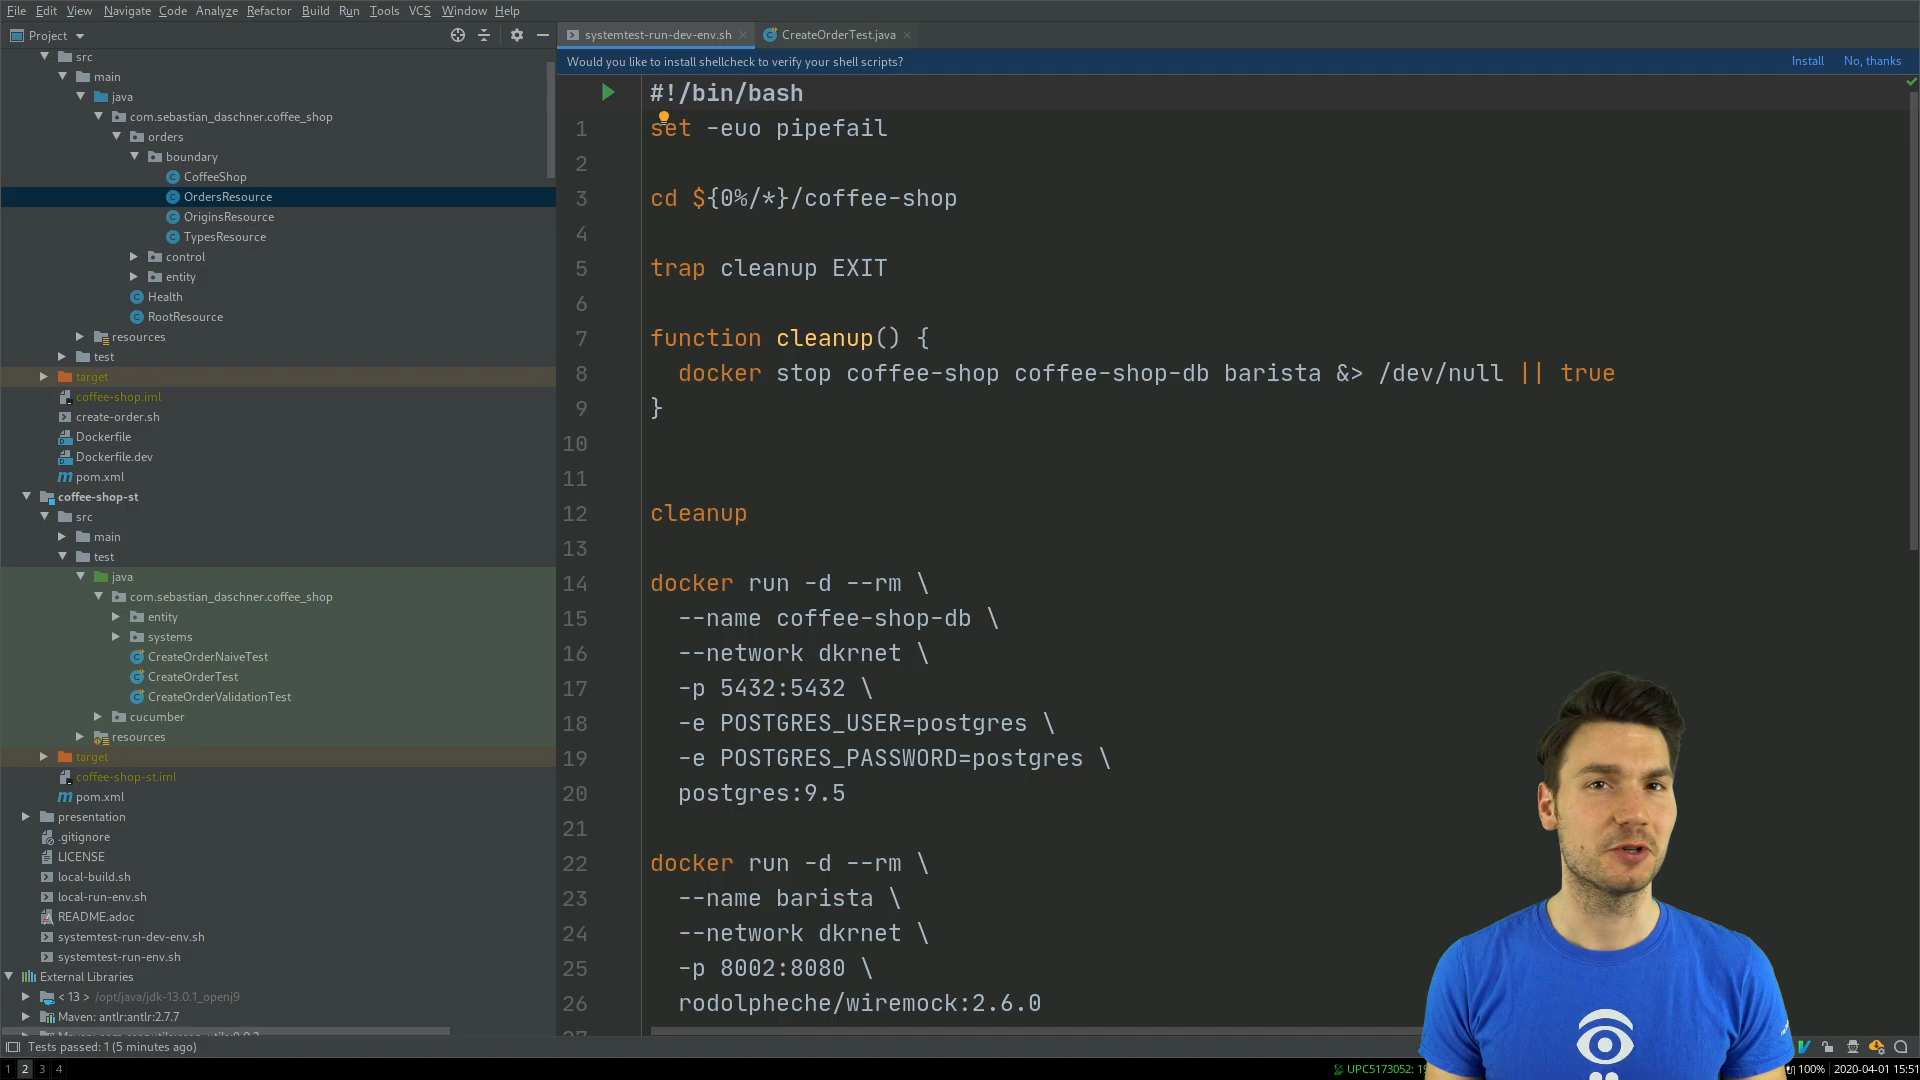 File Edit View Navigate Code Analyze Refactor Build Run Tools VCS Window Help
Project
systemtest-run-dev-env.sh
CreateOrderTest.java
Would you like to install shellcheck to verify your shell scripts?
Install No, thanks
src
main
java
com.sebastian_daschner.coffee_shop
orders
boundary
CoffeeShop
OrdersResource
OriginsResource
TypesResource
control
entity
Health
RootResource
resources
test
target
coffee-shop.iml
create-order.sh
Dockerfile
Dockerfile.dev
pom.xml
coffee-shop-st
src
main
test
java
com.sebastian_daschner.coffee_shop
entity
systems
CreateOrderNaiveTest
CreateOrderTest
CreateOrderValidationTest
cucumber
resources
target
coffee-shop-st.iml
pom.xml
presentation
.gitignore
LICENSE
local-build.sh
local-run-env.sh
README.adoc
systemtest-run-dev-env.sh
systemtest-run-env.sh
External Libraries
< 13 > /opt/java/jdk-13.0.1_openj9
Maven: antlr:antlr:2.7.7
#!/bin/bash
1 set -euo pipefail
2
3 cd ${0%/*}/coffee-shop
4
5 trap cleanup EXIT
6
7 function cleanup() {
8 docker stop coffee-shop coffee-shop-db barista &> /dev/null || true
9 }
10
11
12 cleanup
13
14 docker run -d --rm \
15 --name coffee-shop-db \
16 --network dkrnet \
17 -p 5432:5432 \
18 -e POSTGRES_USER=postgres \
19 -e POSTGRES_PASSWORD=postgres \
20 postgres:9.5
21
22 docker run -d --rm \
23 --name barista \
24 --network dkrnet \
25 -p 8002:8080 \
26 rodolpheche/wiremock:2.6.0
Tests passed: 1 (5 minutes ago)
1 2 3 4
UPC5173052:
100% 2020-04-01 15:51